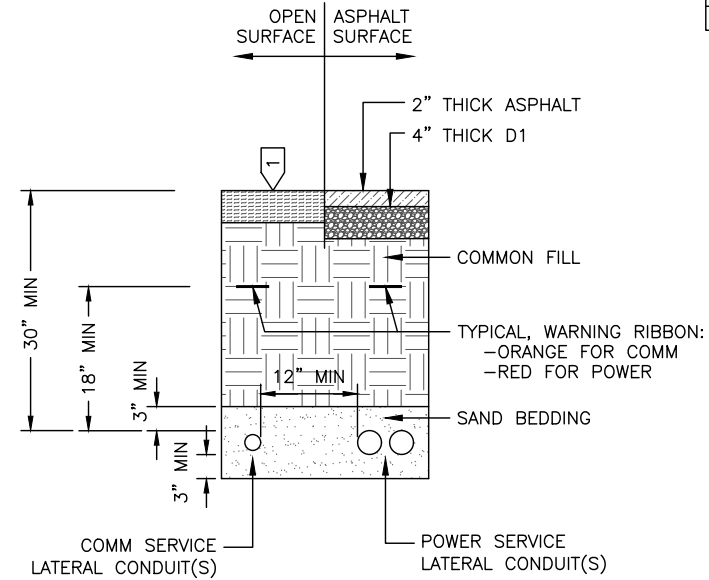 OPEN
SURFACE
ASPHALT
SURFACE
2” THICK ASPHALT
4” THICK D1
1
COMMON FILL
30” MIN
18” MIN
TYPICAL, WARNING RIBBON:
–ORANGE FOR COMM
–RED FOR POWER
12” MIN
3” MIN
SAND BEDDING
3” MIN
COMM SERVICE
LATERAL CONDUIT(S)
POWER SERVICE
LATERAL CONDUIT(S)